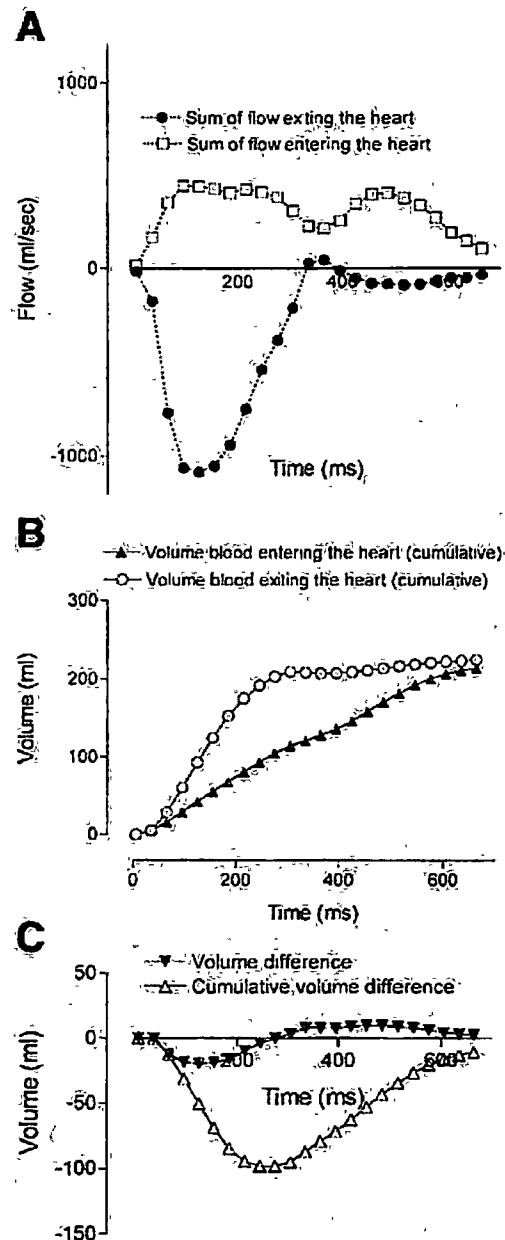 A
1000
Sum of flow exting the heart
Sum of flow entering the heart
Flow (ml/sec)
0
200
400
600
-1000
Time (ms)
B
Volume blood entering the heart (cumulative)
Volume blood exiting the heart (cumulative)
300
200
100
0
Volume (ml)
0 200 400 600
Time (ms)
C
Volume difference
Cumulative volume difference
50
0
-50
-100
-150
Volume (ml)
200 400 600
Time (ms)